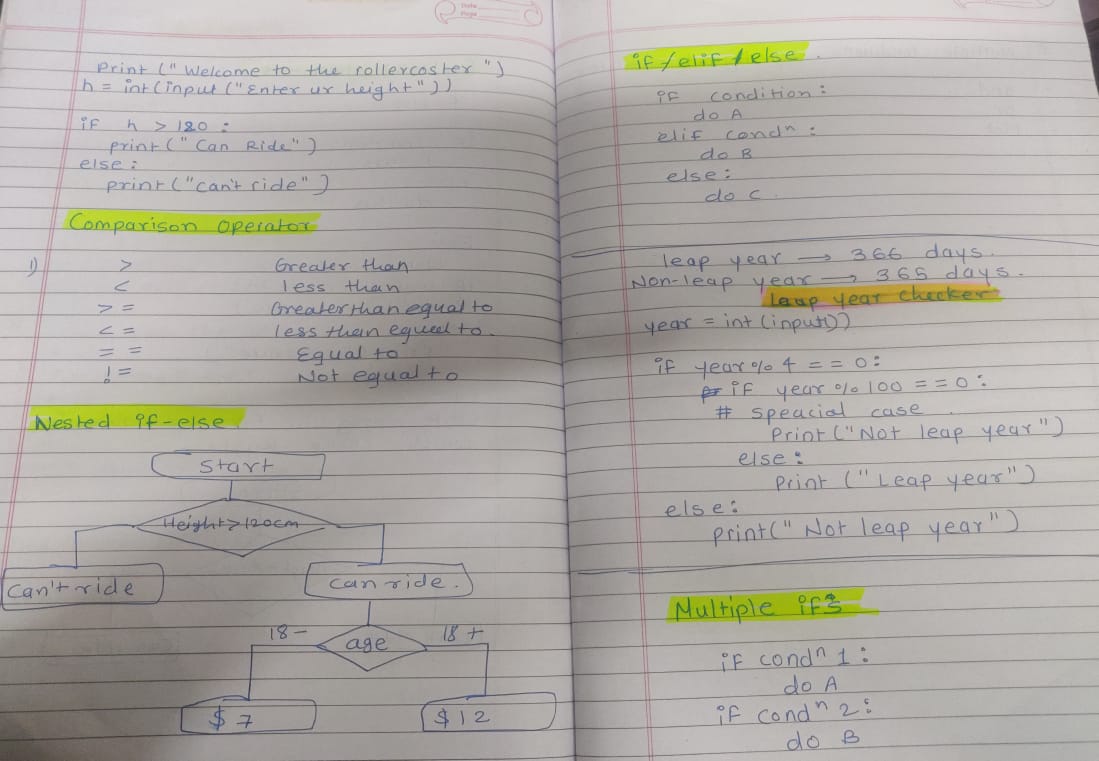 Print (" Welcome to the rollercoster ")
h = int (input ("Enter ur height"))
if h > 120 :
print (" Can Ride")
else :
print ("can't ride")
Comparison operator
1) > Greater than
< less than
> = Greater than equal to
< = less than equal to.
= = Equal to
! = Not equal to
Nested if-else
Start
Height > 120cm
Can't ride
can ride.
18 -
age
18 +
$ 7
$ 12
if / elif / else
if condition :
do A
elif condn :
do B
else :
do c
leap year → 366 days.
Non-leap year → 365 days.
leap year checker
year = int (input())
if year % 4 = = 0 :
if year % 100 = = 0 :
# speacial case
Print ("Not leap year")
else :
Print ("Leap year")
else :
print(" Not leap year")
Multiple ifs
if condn 1 :
do A
if condn 2 :
do B